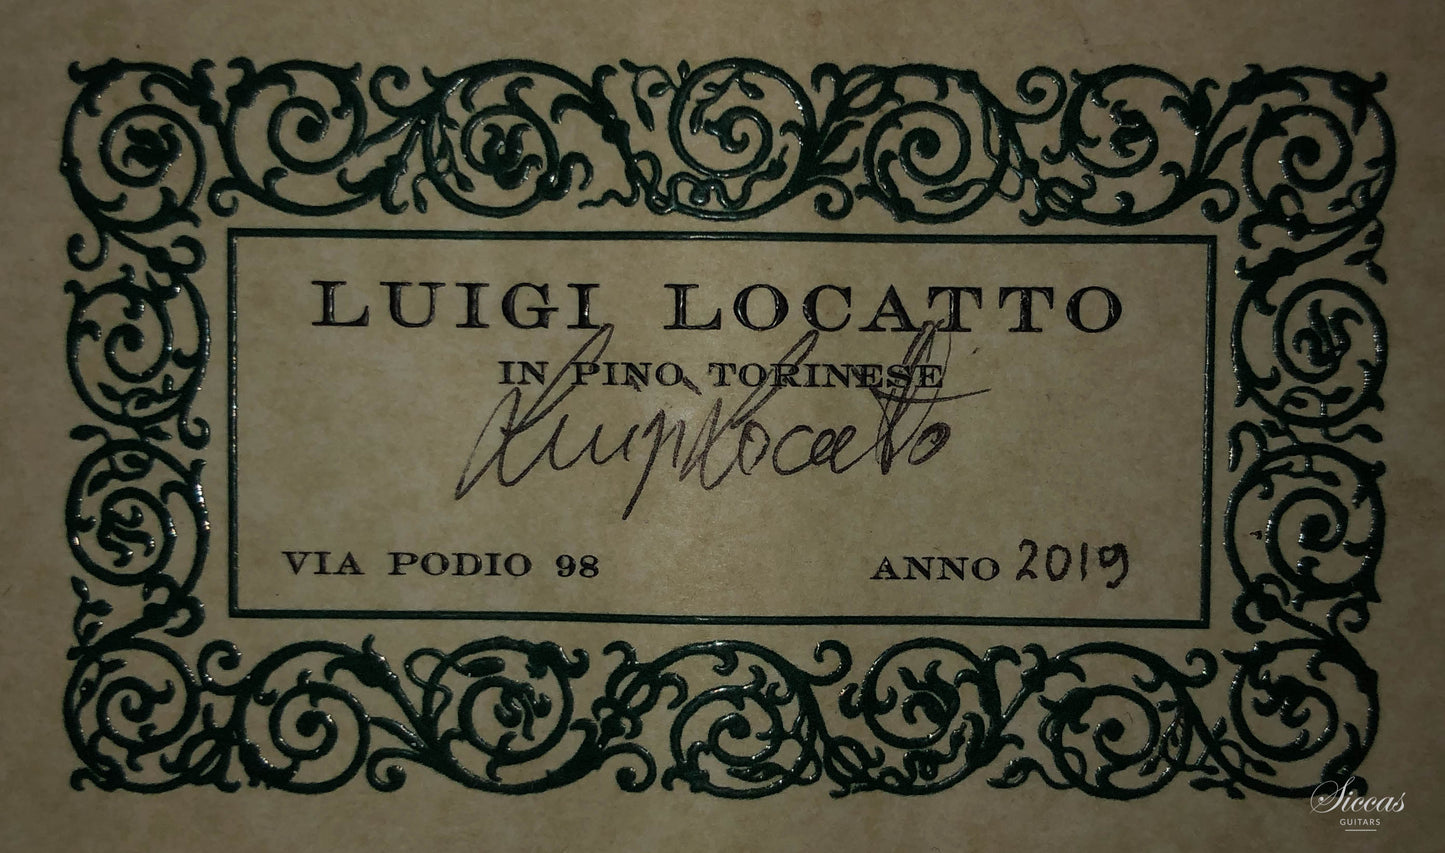 LUIGI LOCATTO
IN PINO TORINESE
Luigi Locatto
VIA PODIO 98
ANNO 2019
Siccas
GUITARS